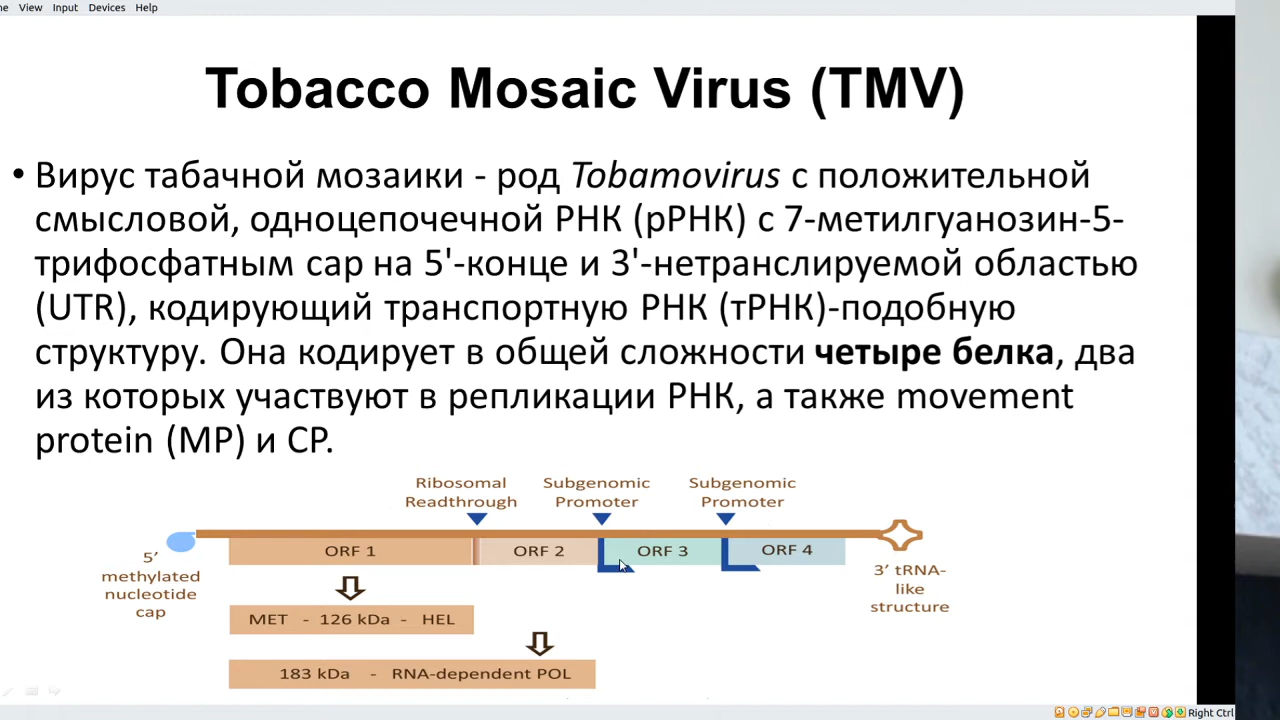 View Input Devices Help
Tobacco Mosaic Virus (TMV)
• Вирус табачной мозаики - род Tobamovirus с положительной
смысловой, одноцепочечной РНК (рРНК) с 7-метилгуанозин-5-
трифосфатным cap на 5'-конце и 3'-нетранслируемой областью
(UTR), кодирующий транспортную РНК (тРНК)-подобную
структуру. Она кодирует в общей сложности четыре белка, два
из которых участвуют в репликации РНК, а также movement
protein (MP) и CP.
Ribosomal
Readthrough
Subgenomic
Promoter
Subgenomic
Promoter
ORF 1
ORF 2
ORF 3
ORF 4
5’
methylated
nucleotide
cap
3’ tRNA-
like
structure
MET - 126 kDa - HEL
183 kDa - RNA-dependent POL
Right Ctrl